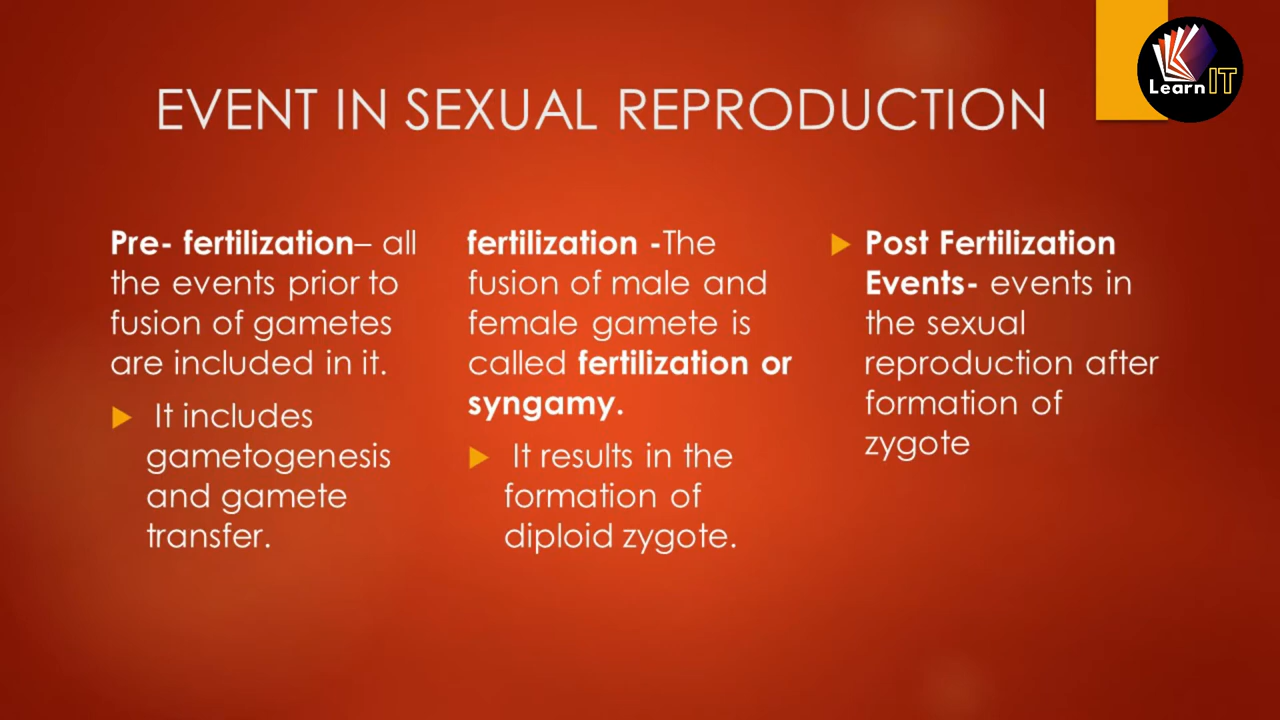 EVENT IN SEXUAL REPRODUCTION
Learn IT
Pre- fertilization– all
the events prior to
fusion of gametes
are included in it.
It includes
gametogenesis
and gamete
transfer.
fertilization -The
fusion of male and
female gamete is
called fertilization or
syngamy.
It results in the
formation of
diploid zygote.
Post Fertilization
Events- events in
the sexual
reproduction after
formation of
zygote